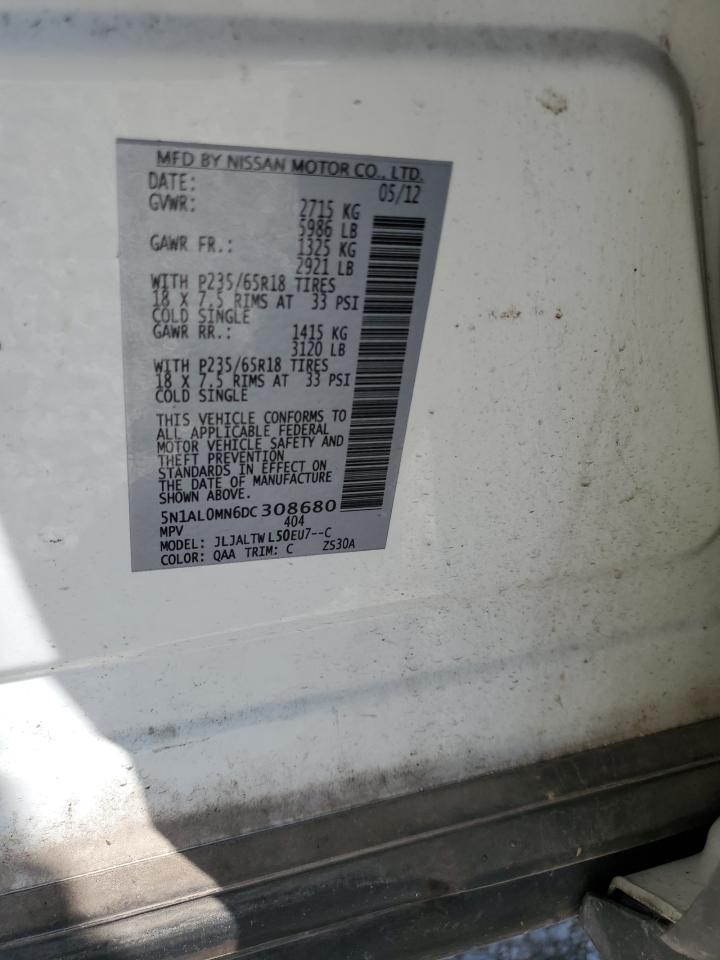 MFD BY NISSAN MOTOR CO., LTD.
DATE: 05/12
GVWR: 2715 KG
5986 LB
GAWR FR.: 1325 KG
2921 LB
WITH P235/65R18 TIRES
18 X 7.5 RIMS AT 33 PSI
COLD SINGLE
GAWR RR.: 1415 KG
3120 LB
WITH P235/65R18 TIRES
18 X 7.5 RIMS AT 33 PSI
COLD SINGLE
THIS VEHICLE CONFORMS TO
ALL APPLICABLE FEDERAL
MOTOR VEHICLE SAFETY AND
THEFT PREVENTION
STANDARDS IN EFFECT ON
THE DATE OF MANUFACTURE
SHOWN ABOVE.
5N1AL0MN6DC308680
MPV 404
MODEL: JLJALTWL50EU7--C
COLOR: QAA TRIM: C ZS30A